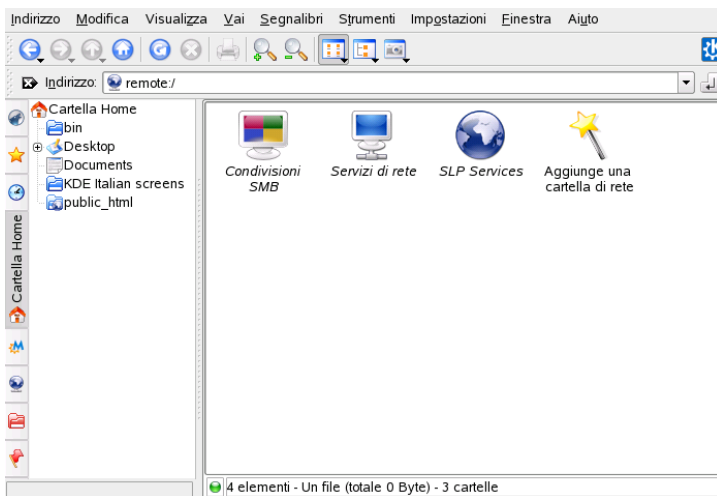 Indirizzo Modifica Visualizza Vai Segnalibri Strumenti Impostazioni Finestra Aiuto
Indirizzo: remote:/
Cartella Home
bin
Desktop
Documents
KDE Italian screens
public_html
Cartella Home
Condivisioni
SMB
Servizi di rete
SLP Services
Aggiunge una
cartella di rete
4 elementi - Un file (totale 0 Byte) - 3 cartelle